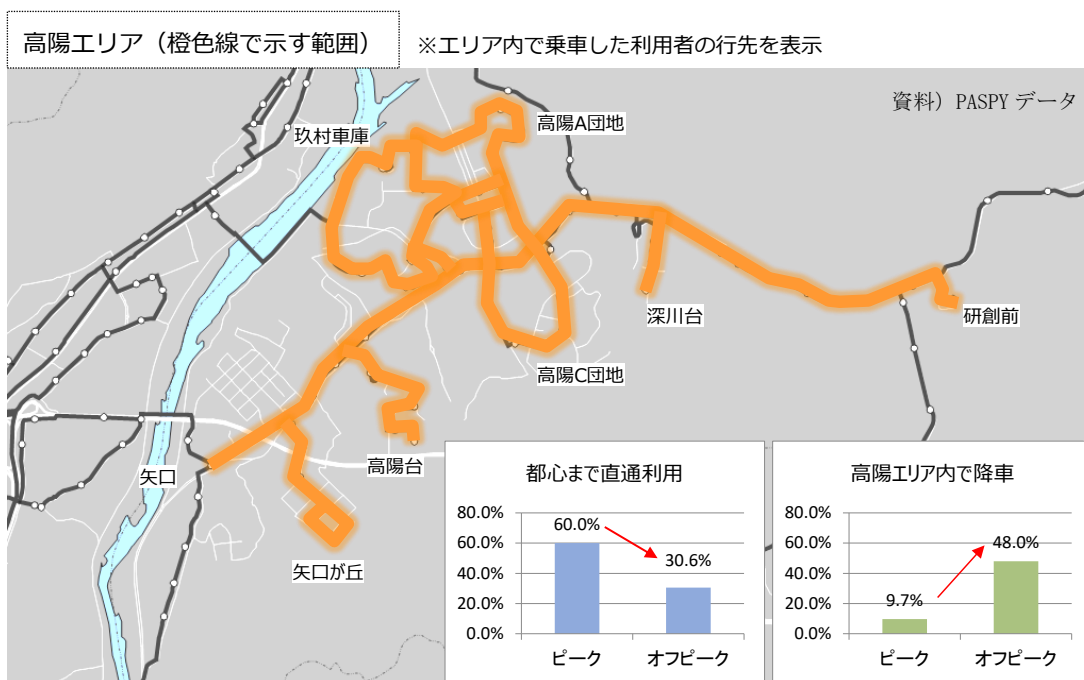 高陽エリア（橙色線で示す範囲）
※エリア内で乗車した利用者の行先を表示
資料）PASPY データ
玖村車庫
高陽A団地
深川台
研創前
高陽C団地
矢口
高陽台
矢口が丘
都心まで直通利用
80.0%
60.0%
40.0%
20.0%
0.0%
60.0%
30.6%
ピーク
オフピーク
高陽エリア内で降車
80.0%
60.0%
40.0%
20.0%
0.0%
9.7%
48.0%
ピーク
オフピーク